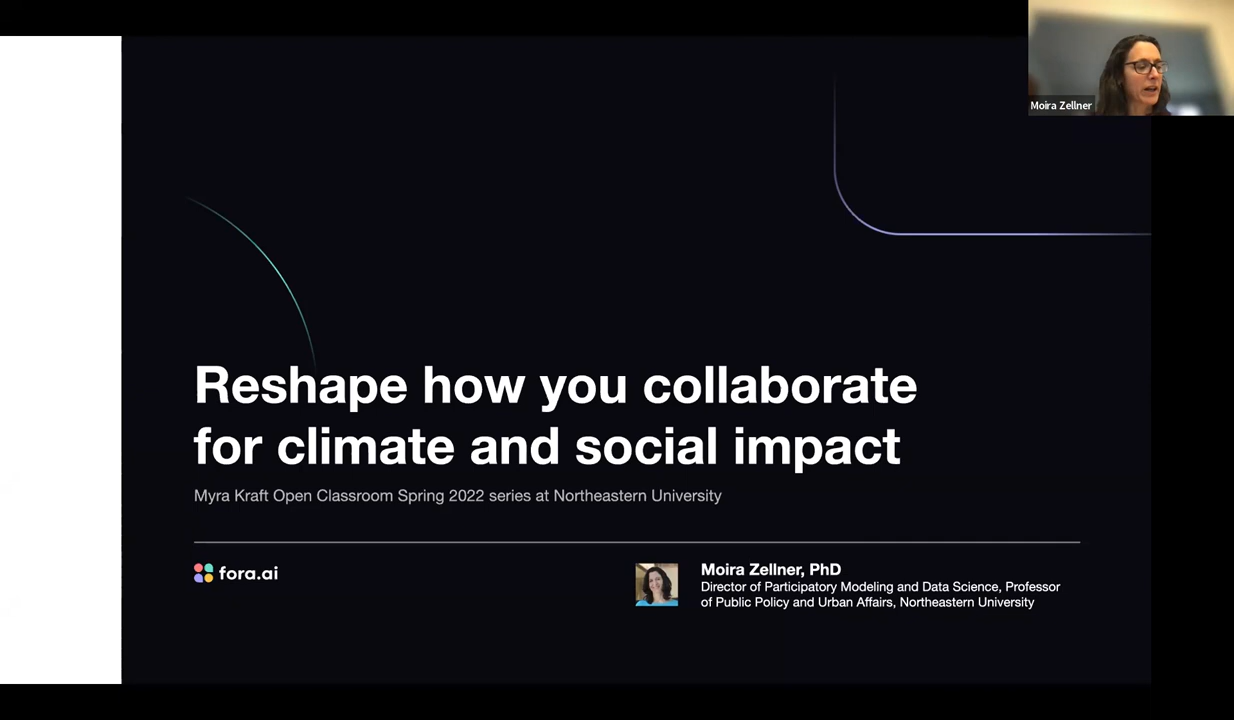 Moira Zellner
Reshape how you collaborate
for climate and social impact
Myra Kraft Open Classroom Spring 2022 series at Northeastern University
fora.ai
Moira Zellner, PhD
Director of Participatory Modeling and Data Science, Professor
of Public Policy and Urban Affairs, Northeastern University